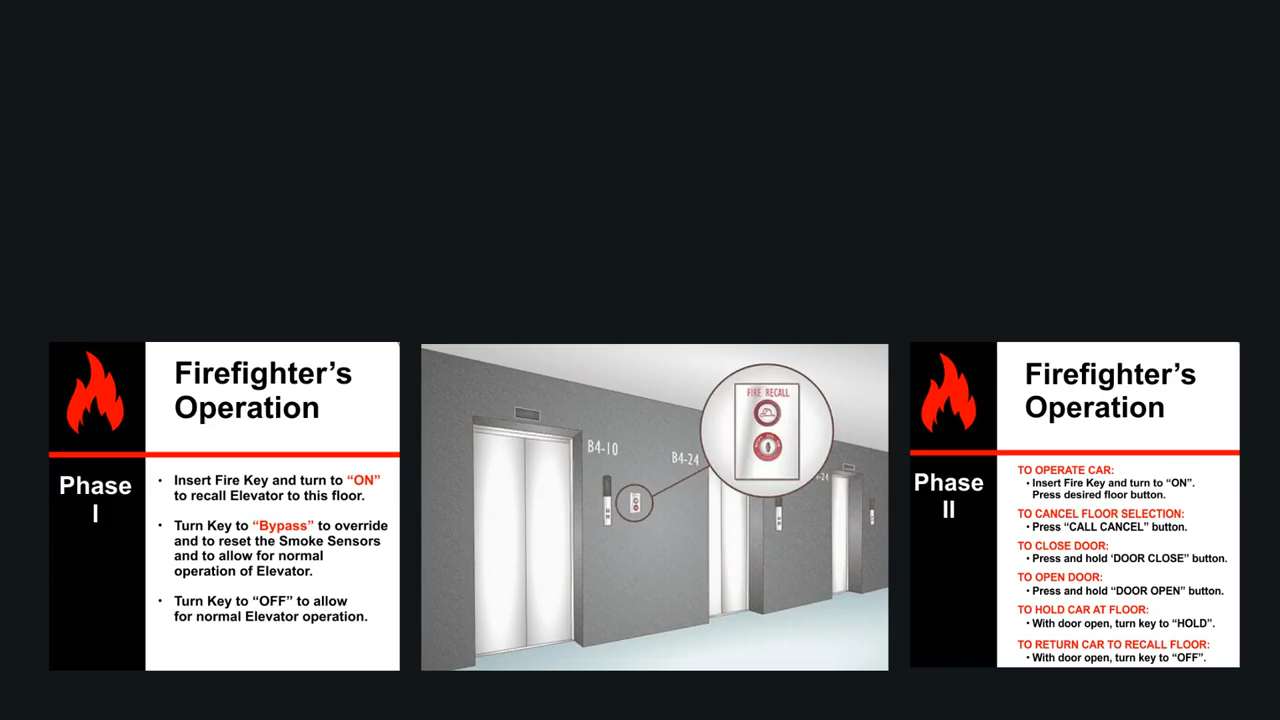 Firefighter’s
Operation
Phase
I
• Insert Fire Key and turn to “ON”
to recall Elevator to this floor.
• Turn Key to “Bypass” to override
and to reset the Smoke Sensors
and to allow for normal
operation of Elevator.
• Turn Key to “OFF” to allow
for normal Elevator operation.
B4-10
B4-24
FIRE RECALL
-24
Firefighter’s
Operation
Phase
II
TO OPERATE CAR:
• Insert Fire Key and turn to “ON”.
Press desired floor button.
TO CANCEL FLOOR SELECTION:
• Press “CALL CANCEL” button.
TO CLOSE DOOR:
• Press and hold ‘DOOR CLOSE” button.
TO OPEN DOOR:
• Press and hold “DOOR OPEN” button.
TO HOLD CAR AT FLOOR:
• With door open, turn key to “HOLD”.
TO RETURN CAR TO RECALL FLOOR:
• With door open, turn key to “OFF”.